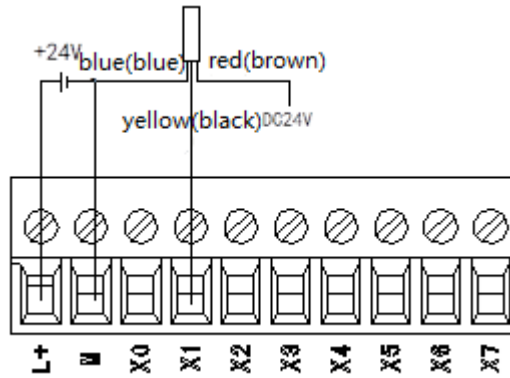 +24V
blue(blue) red(brown)
yellow(black) DC24V
L+ M X0 X1 X2 X3 X4 X5 X6 X7